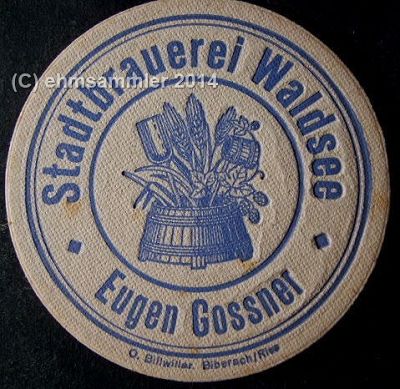 Stadtbrauerei Waldsee
(C) ehmsammler 2014
Eugen Gossner
O. Billwiller. Biberach/Riss